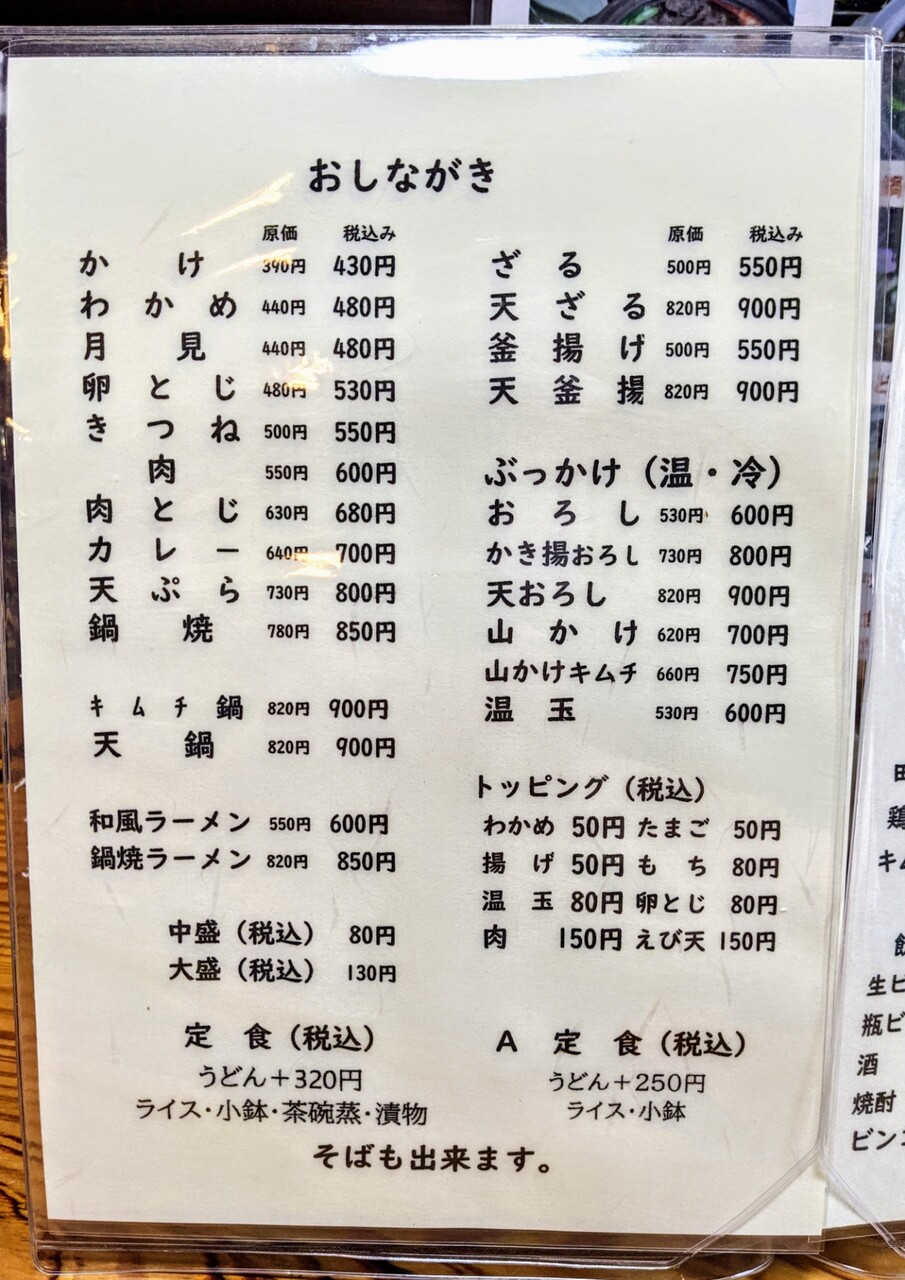 おしながき
原価 税込み
かけ 390円 430円
わかめ 440円 480円
月見 440円 480円
卵とじ 480円 530円
きつね 500円 550円
肉 550円 600円
肉とじ 630円 680円
カレー 640円 700円
天ぷら 730円 800円
鍋焼 780円 850円
キムチ鍋 820円 900円
天鍋 820円 900円
和風ラーメン 550円 600円
鍋焼ラーメン 820円 850円
中盛（税込） 80円
大盛（税込） 130円
定食（税込）
うどん＋320円
ライス・小鉢・茶碗蒸・漬物
原価 税込み
ざる 500円 550円
天ざる 820円 900円
釜揚げ 500円 550円
天釜揚 820円 900円
ぶっかけ（温・冷）
おろし 530円 600円
かき揚おろし 730円 800円
天おろし 820円 900円
山かけ 620円 700円
山かけキムチ 660円 750円
温玉 530円 600円
トッピング（税込）
わかめ 50円 たまご 50円
揚げ 50円 もち 80円
温玉 80円 卵とじ 80円
肉 150円 えび天 150円
A定食（税込）
うどん＋250円
ライス・小鉢
そばも出来ます。
鶏
キム
生ビ
瓶ビ
酒
焼酎
ビン